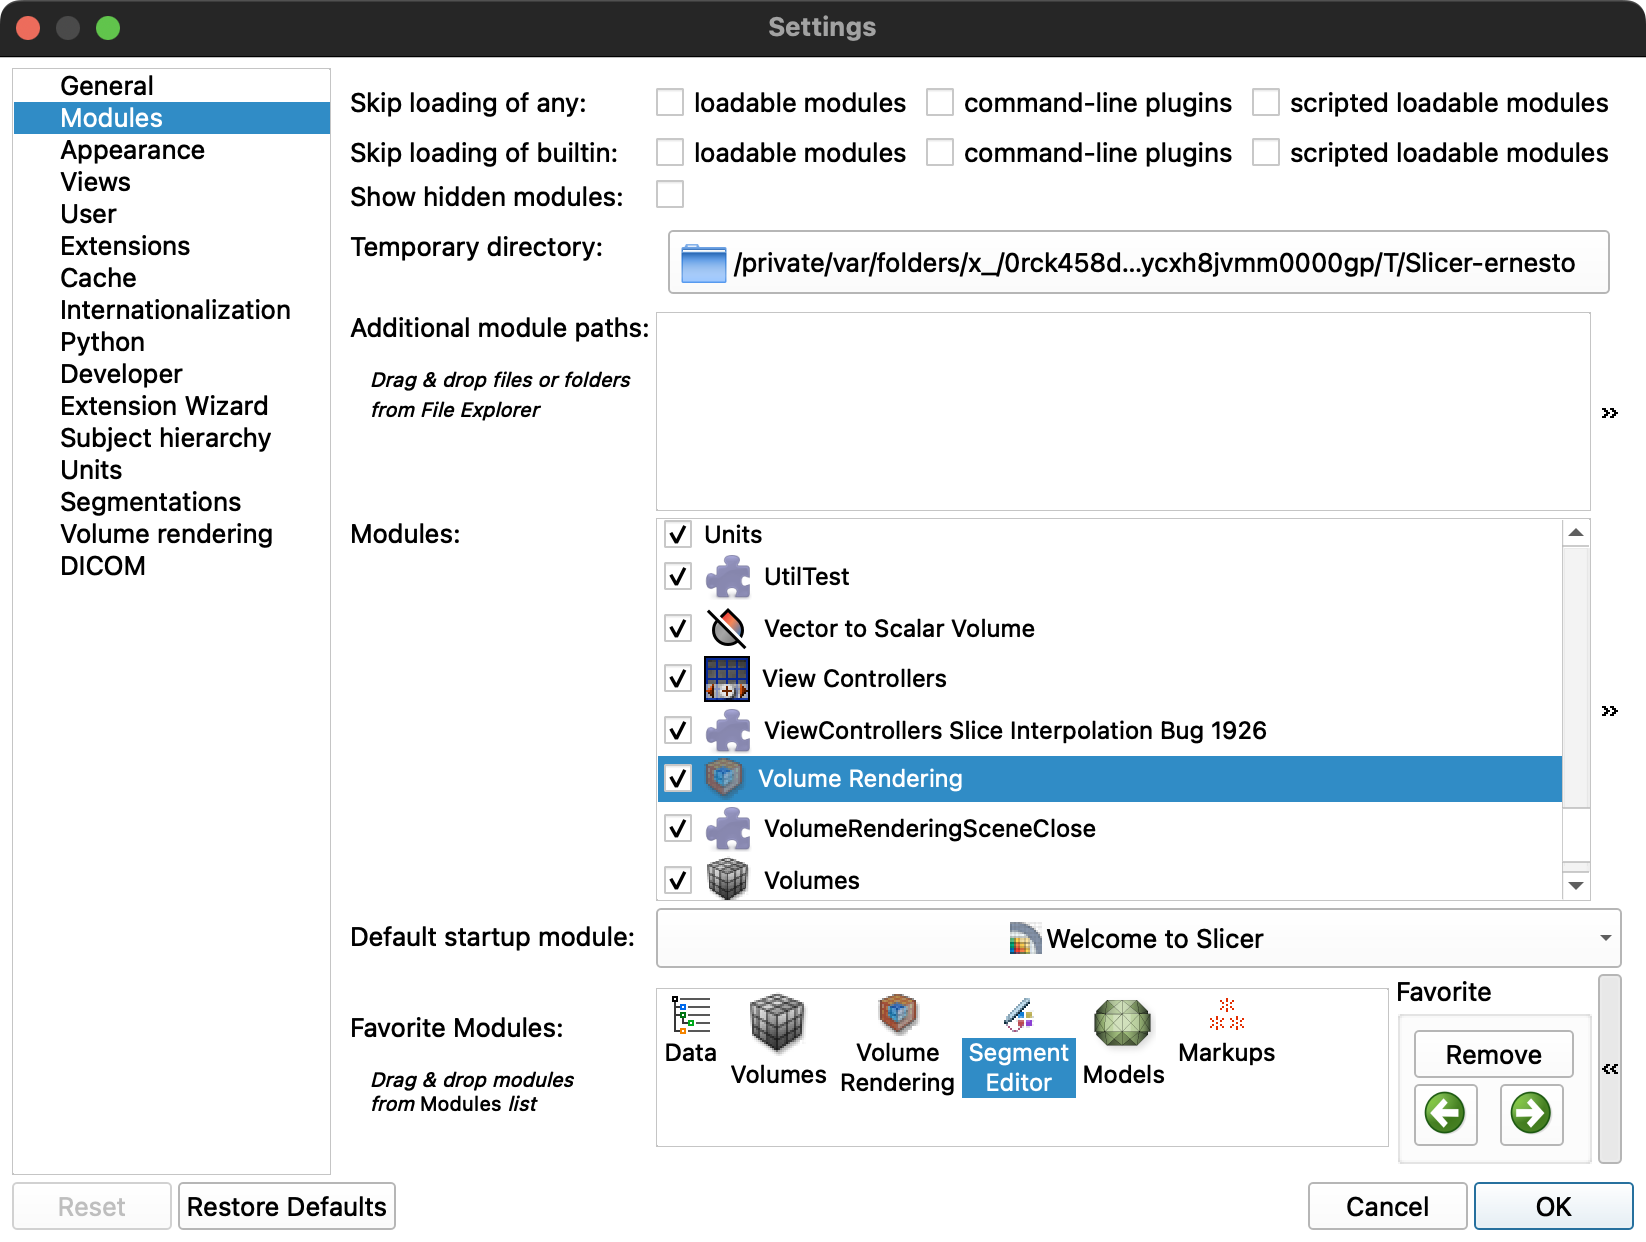 Settings
General
Modules
Appearance
Views
User
Extensions
Cache
Internationalization
Python
Developer
Extension Wizard
Subject hierarchy
Units
Segmentations
Volume rendering
DICOM
Skip loading of any: loadable modules command-line plugins scripted loadable modules
Skip loading of builtin: loadable modules command-line plugins scripted loadable modules
Show hidden modules:
Temporary directory: /private/var/folders/x_/0rck458d...ycxh8jvmm0000gp/T/Slicer-ernesto
Additional module paths:
Drag & drop files or folders
from File Explorer
»
Modules:
Units
UtilTest
Vector to Scalar Volume
View Controllers
ViewControllers Slice Interpolation Bug 1926
Volume Rendering
VolumeRenderingSceneClose
Volumes
»
Default startup module: Welcome to Slicer
Favorite Modules:
Drag & drop modules
from Modules list
Data
Volumes
Volume
Rendering
Segment
Editor
Models
Markups
Favorite
Remove
«
Reset
Restore Defaults
Cancel
OK